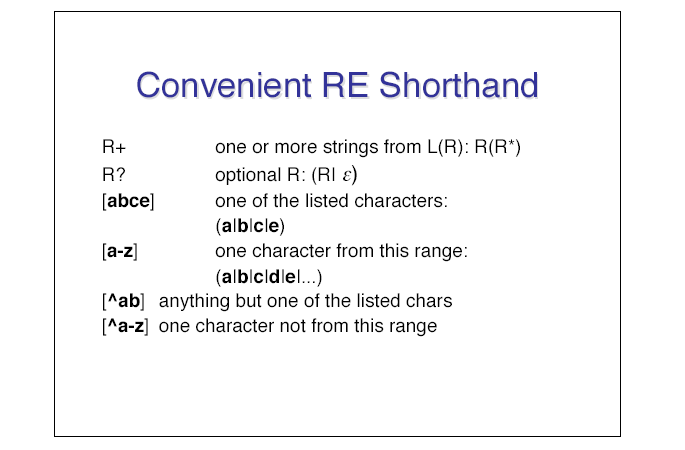 Convenient RE Shorthand
R+ one or more strings from L(R): R(R*)
R? optional R: (R| ε)
[abce] one of the listed characters:
(a|b|c|e)
[a-z] one character from this range:
(a|b|c|d|e|...)
[^ab] anything but one of the listed chars
[^a-z] one character not from this range